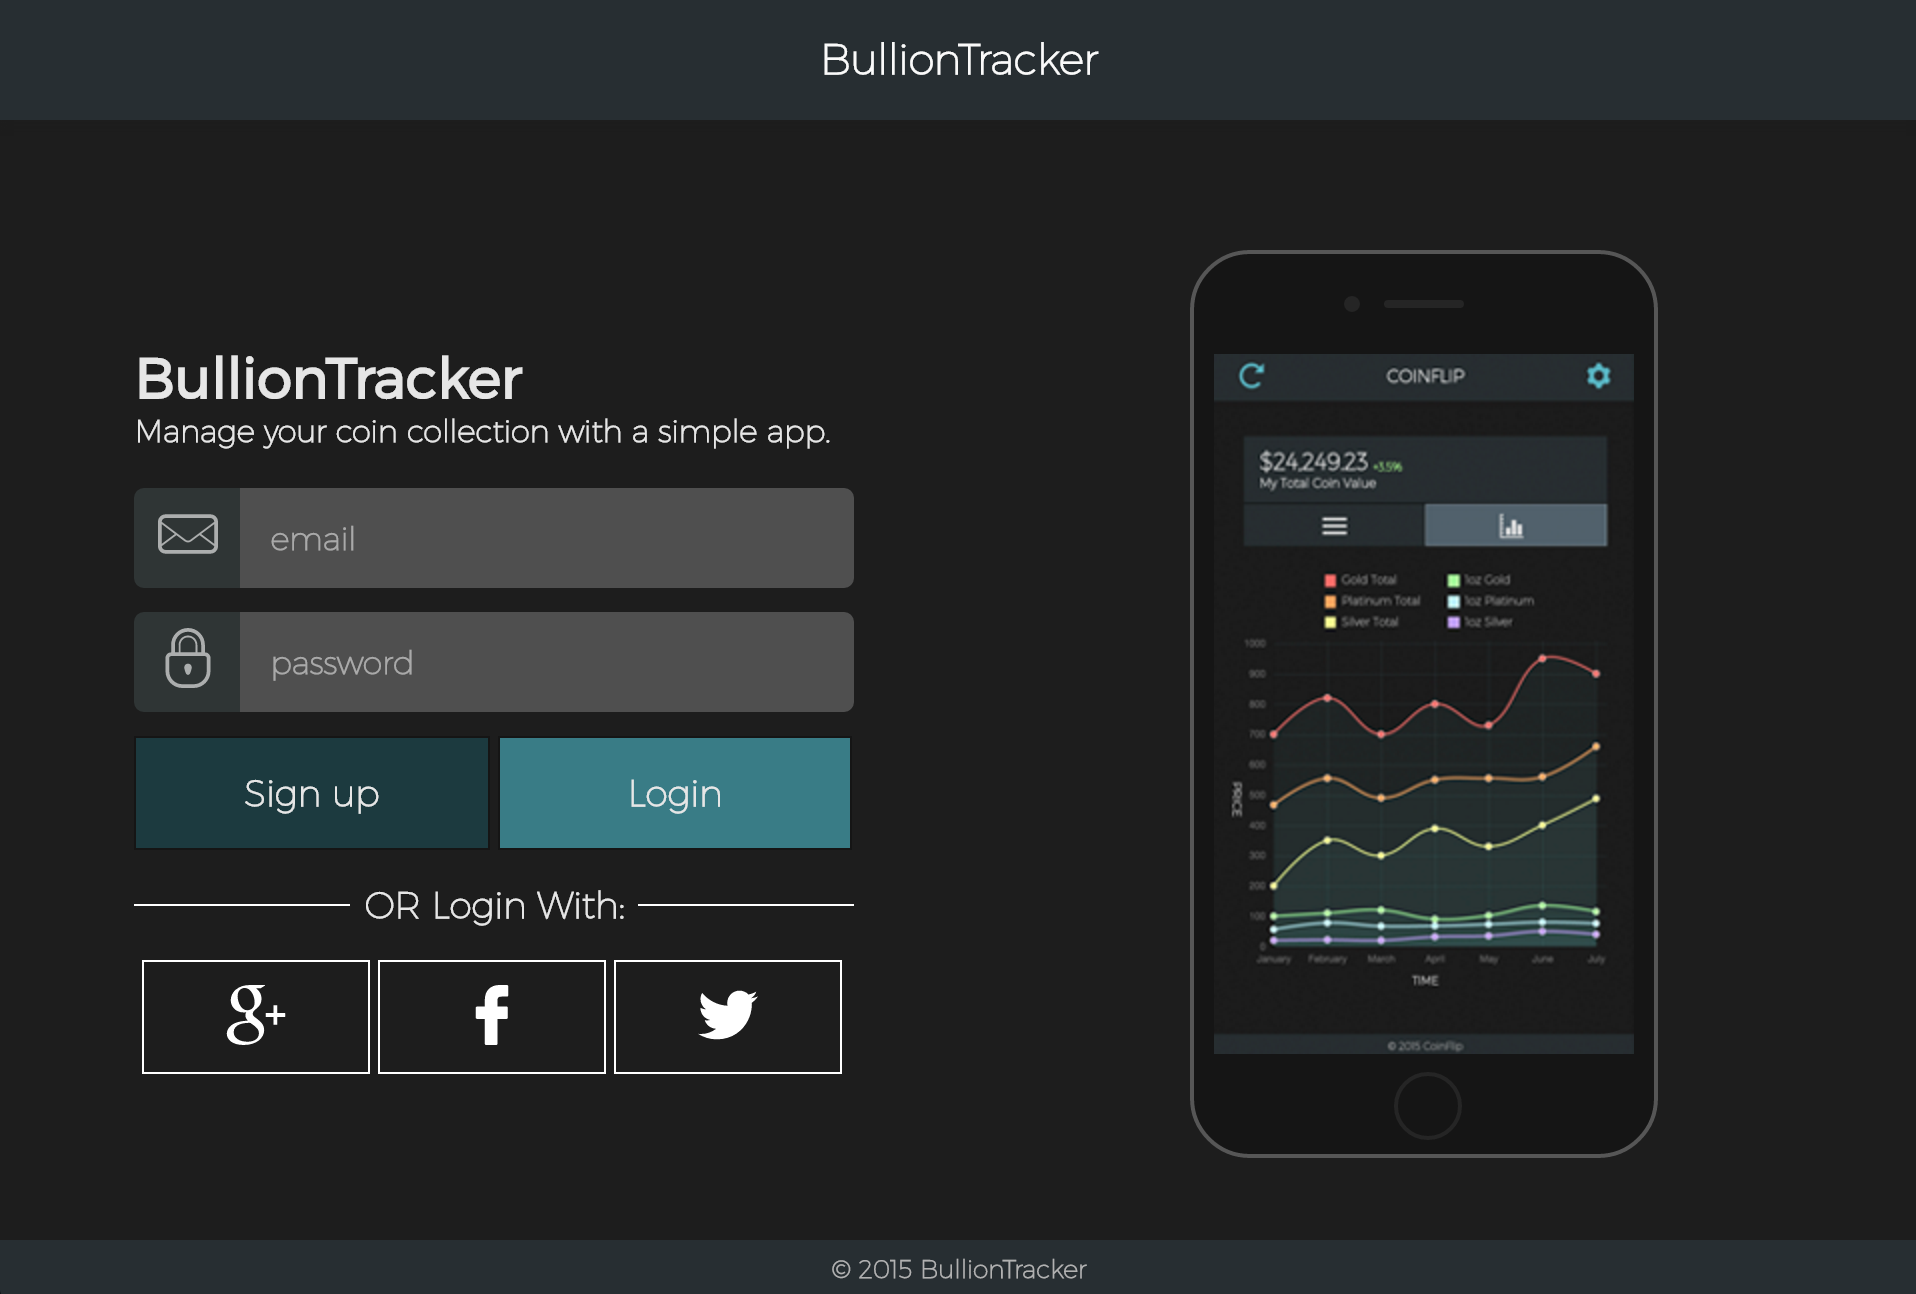 BullionTracker
BullionTracker
Manage your coin collection with a simple app.
email
password
Sign up
Login
OR Login With:
g+
f
COINFLIP
$24,249.23 +3.5%
My Total Coin Value
Gold Total
1oz Gold
Platinum Total
1oz Platinum
Silver Total
1oz Silver
1000
900
800
700
600
500
400
300
200
100
0
PRICE
January February March April May June July
TIME
© 2015 CoinFlip
© 2015 BullionTracker